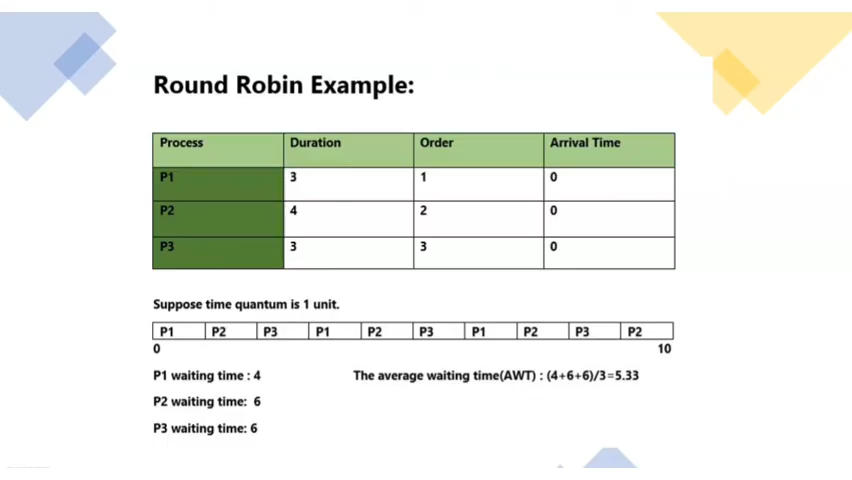 Round Robin Example:
Process Duration Order Arrival Time
P1 3 1 0
P2 4 2 0
P3 3 3 0
Suppose time quantum is 1 unit.
P1 P2 P3 P1 P2 P3 P1 P2 P3 P2
0 10
P1 waiting time : 4 The average waiting time(AWT) : (4+6+6)/3=5.33
P2 waiting time: 6
P3 waiting time: 6